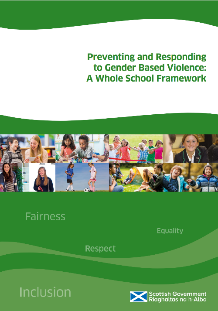 Preventing and Responding
to Gender Based Violence:
A Whole School Framework
Fairness
Equality
Respect
Inclusion
Scottish Government
Riaghaltas na h-Alba